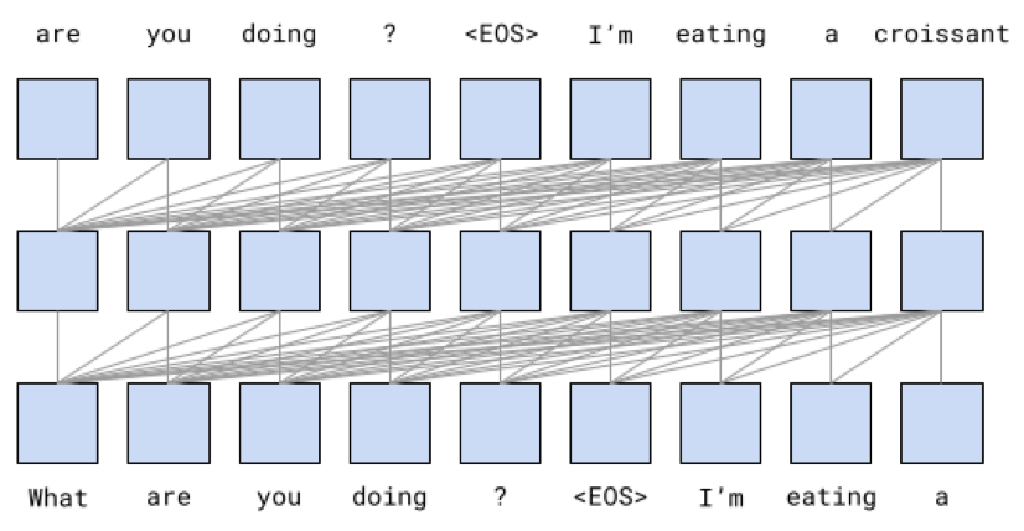 are you doing ? <EOS> I'm eating a croissant
What are you doing ? <EOS> I'm eating a